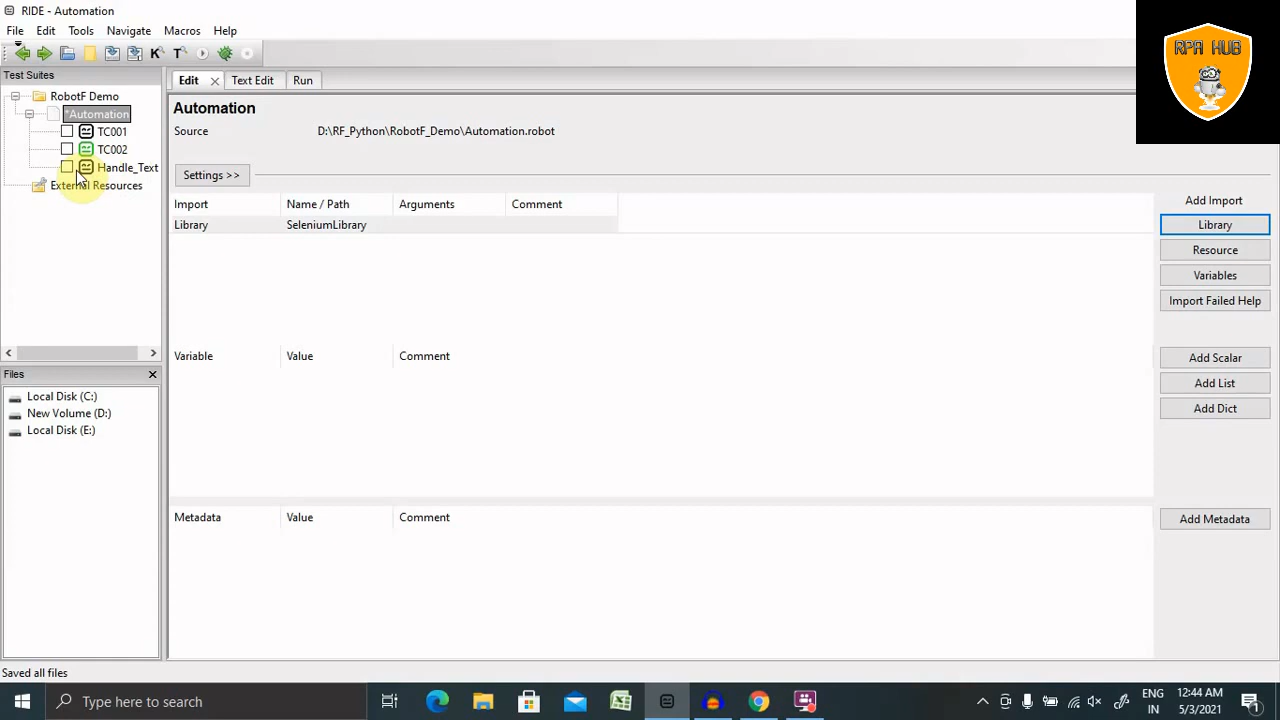 RIDE - Automation
File Edit Tools Navigate Macros Help
RPA HUB
Test Suites
Edit Text Edit Run
RobotF Demo
*Automation
TC001
TC002
Handle_Text
External Resources
Automation
Source D:\RF_Python\RobotF_Demo\Automation.robot
Settings >>
Import Name / Path Arguments Comment
Library SeleniumLibrary
Add Import
Library
Resource
Variables
Import Failed Help
Variable Value Comment
Add Scalar
Add List
Add Dict
Files
Local Disk (C:)
New Volume (D:)
Local Disk (E:)
Metadata Value Comment
Add Metadata
Saved all files
Type here to search
ENG
IN
12:44 AM
5/3/2021
1